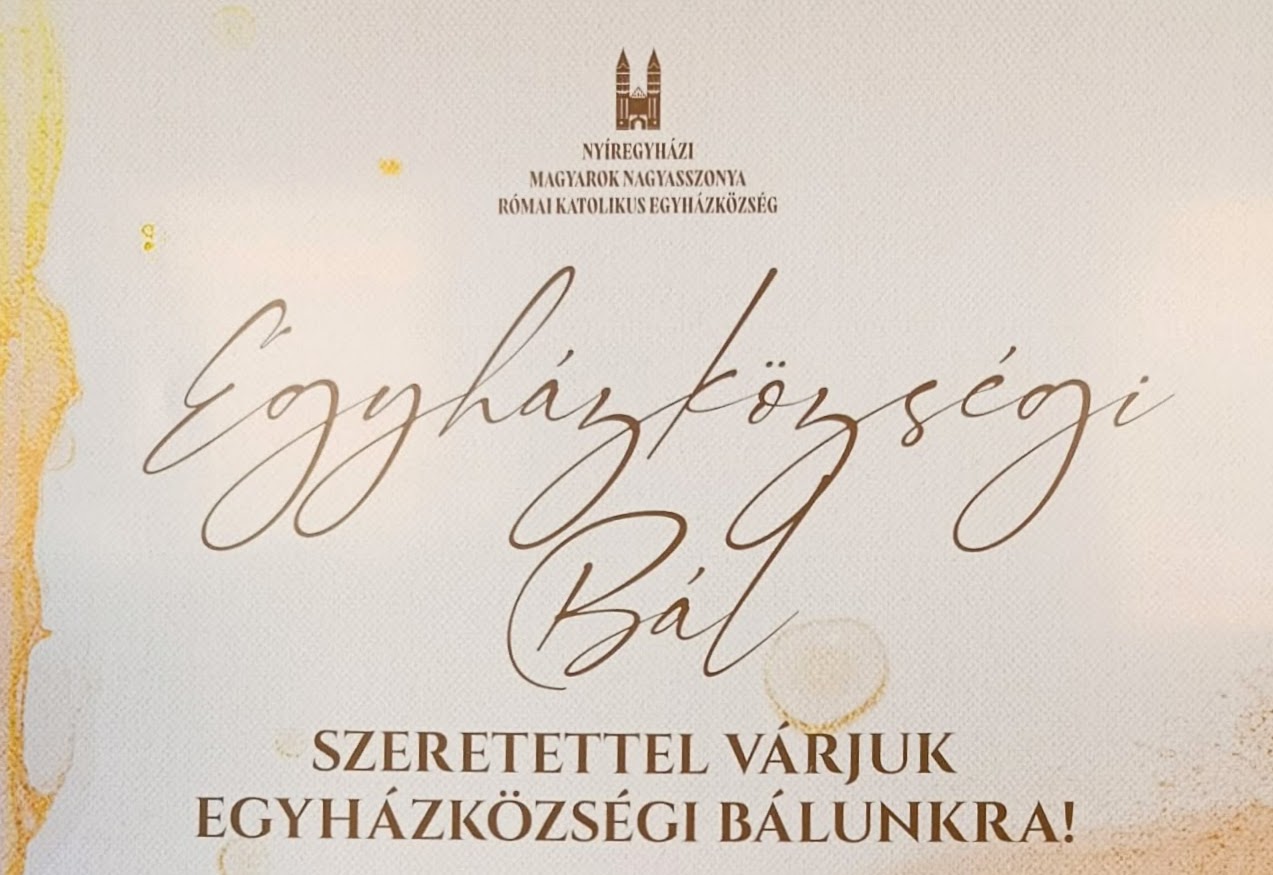 NYÍREGYHÁZI
MAGYAROK NAGYASSZONYA
RÓMAI KATOLIKUS EGYHÁZKÖZSÉG
Egyházközségi
Bál
SZERETETTEL VÁRJUK
EGYHÁZKÖZSÉGI BÁLUNKRA!